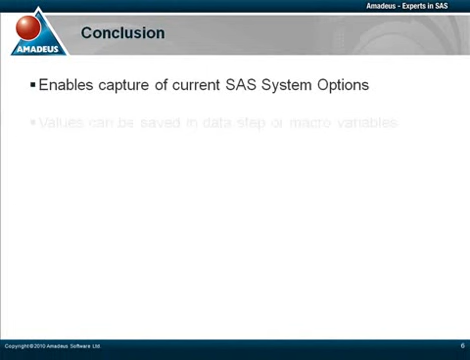 Amadeus - Experts in SAS
AMADEUS
Conclusion
▪ Enables capture of current SAS System Options
▪ Values can be saved in data step or macro variables
Copyright © 2010 Amadeus Software Ltd.
6